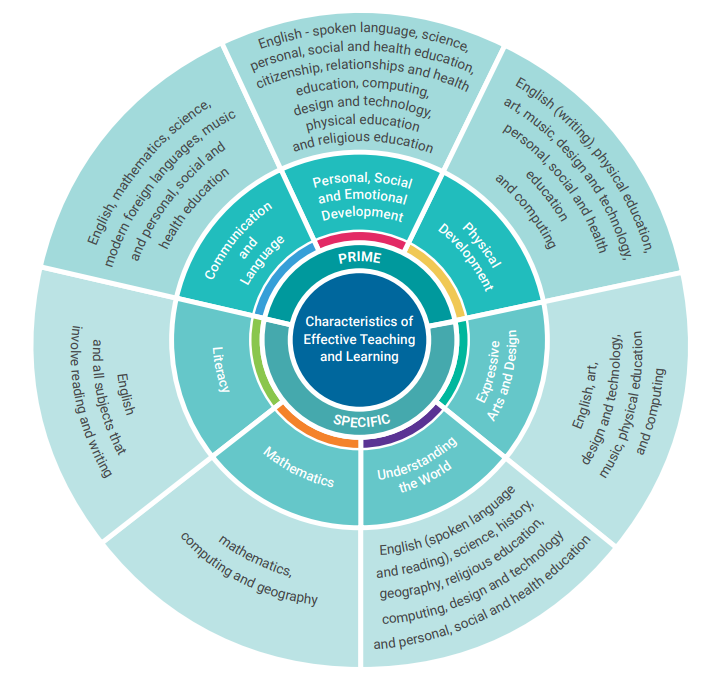 English - spoken language, science,
personal, social and health education,
citizenship, relationships and health
education, computing,
design and technology,
physical education
and religious education
English (writing), physical education,
art, music, design and technology,
personal, social and health
education
and computing
English, art,
design and technology,
music, physical education
and computing
English (spoken language
and reading), science, history,
geography, religious education,
computing, design and technology
and personal, social and health education
mathematics,
computing and geography
English
and all subjects that
involve reading and writing
English, mathematics, science,
modern foreign languages, music
and personal, social and
health education
Personal, Social
and Emotional
Development
Physical
Development
Expressive
Arts and Design
Understanding
the World
Mathematics
Literacy
Communication
and
Language
PRIME
SPECIFIC
Characteristics of
Effective Teaching
and Learning